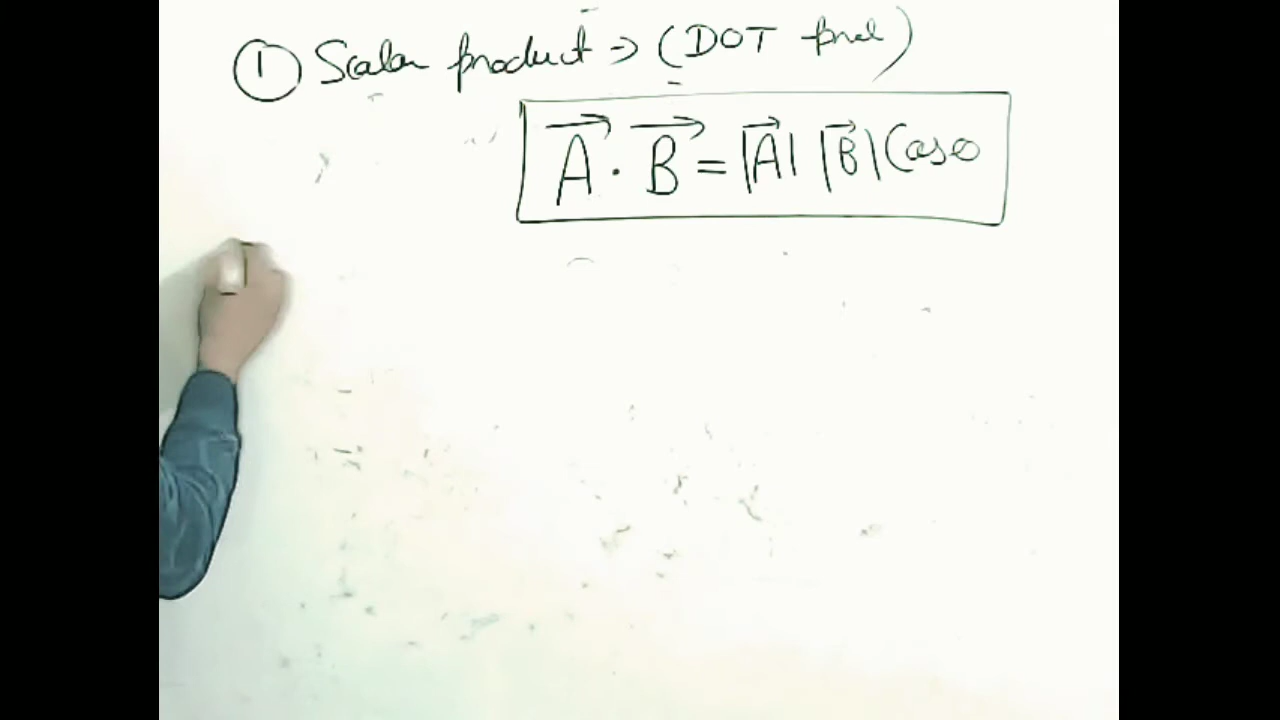 ① Scalar product ⇒ (DOT prod)
A⃗ · B⃗ = |A⃗| |B⃗| Cosθ